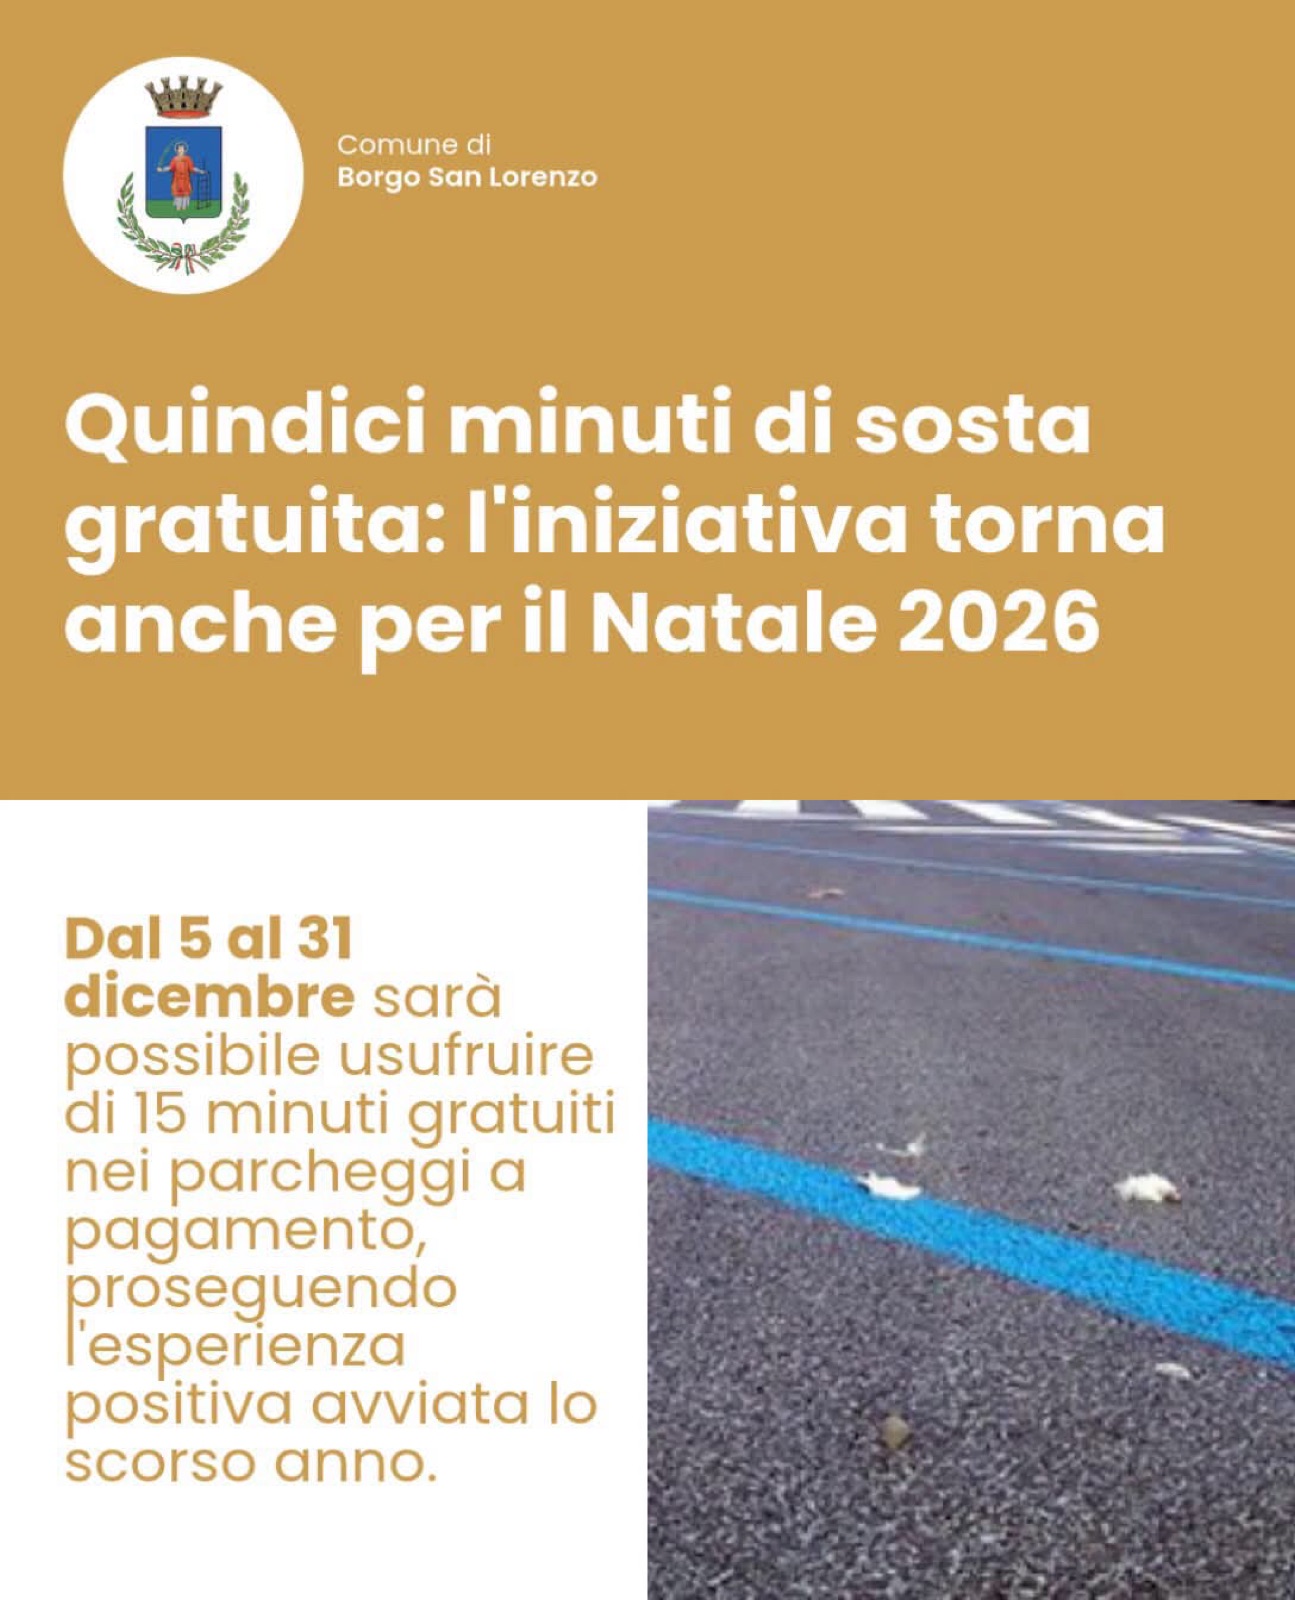 Comune di
Borgo San Lorenzo
Quindici minuti di sosta
gratuita: l'iniziativa torna
anche per il Natale 2026
Dal 5 al 31
dicembre sarà
possibile usufruire
di 15 minuti gratuiti
nei parcheggi a
pagamento,
proseguendo
l'esperienza
positiva avviata lo
scorso anno.